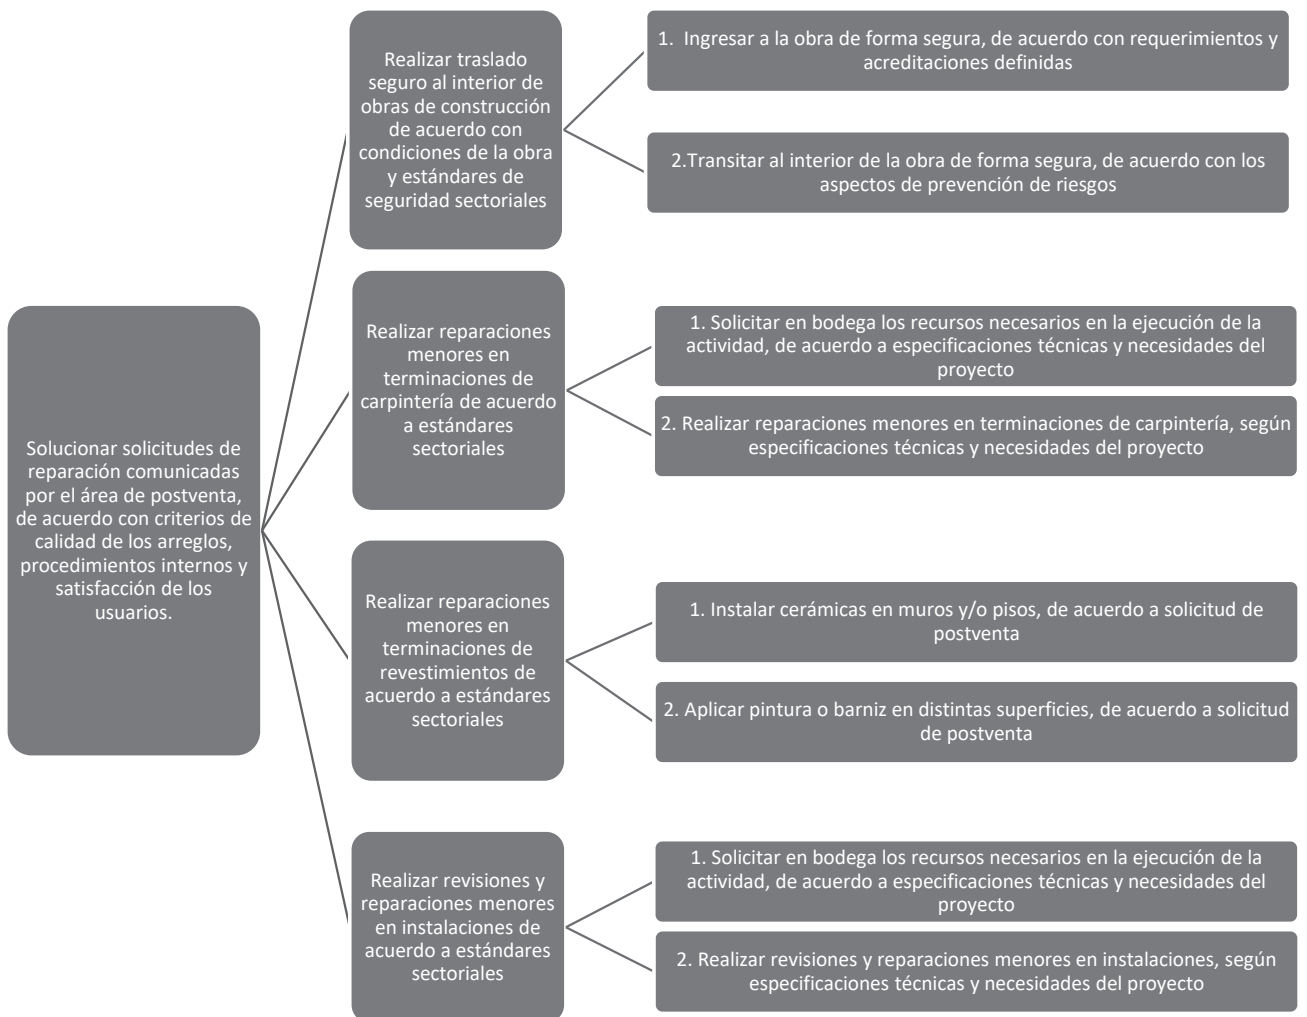 Solucionar solicitudes de
reparación comunicadas
por el área de postventa,
de acuerdo con criterios de
calidad de los arreglos,
procedimientos internos y
satisfacción de los
usuarios.
Realizar traslado
seguro al interior de
obras de construcción
de acuerdo con
condiciones de la obra
y estándares de
seguridad sectoriales
1. Ingresar a la obra de forma segura, de acuerdo con requerimientos y
acreditaciones definidas
2.Transitar al interior de la obra de forma segura, de acuerdo con los
aspectos de prevención de riesgos
Realizar reparaciones
menores en
terminaciones de
carpintería de acuerdo
a estándares
sectoriales
1. Solicitar en bodega los recursos necesarios en la ejecución de la
actividad, de acuerdo a especificaciones técnicas y necesidades del
proyecto
2. Realizar reparaciones menores en terminaciones de carpintería, según
especificaciones técnicas y necesidades del proyecto
Realizar reparaciones
menores en
terminaciones de
revestimientos de
acuerdo a estándares
sectoriales
1. Instalar cerámicas en muros y/o pisos, de acuerdo a solicitud de
postventa
2. Aplicar pintura o barniz en distintas superficies, de acuerdo a solicitud
de postventa
Realizar revisiones y
reparaciones menores
en instalaciones de
acuerdo a estándares
sectoriales
1. Solicitar en bodega los recursos necesarios en la ejecución de la
actividad, de acuerdo a especificaciones técnicas y necesidades del
proyecto
2. Realizar revisiones y reparaciones menores en instalaciones, según
especificaciones técnicas y necesidades del proyecto